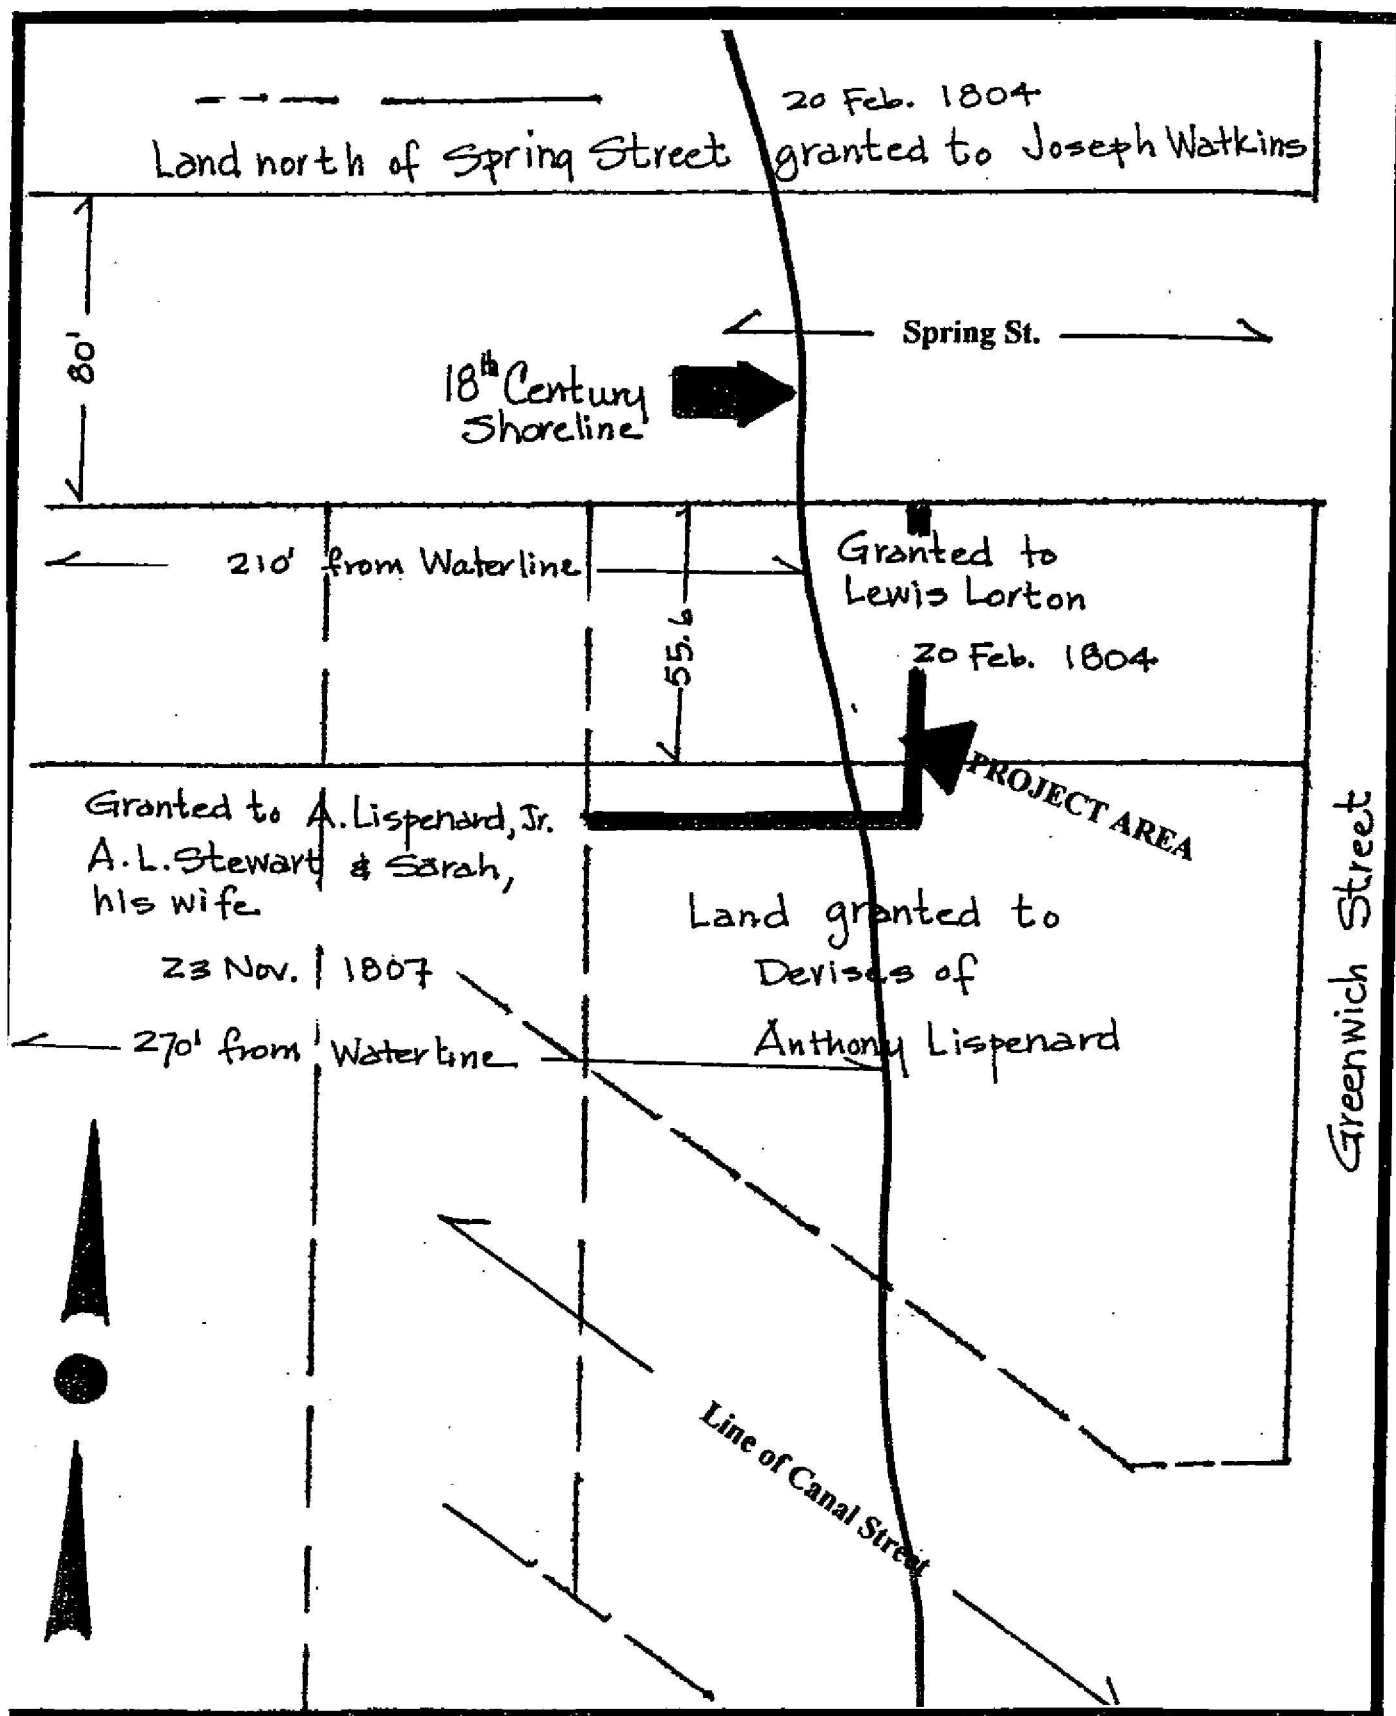 20 Feb. 1804
Land north of Spring Street granted to Joseph Watkins
80'
Spring St.
18th Century
Shoreline
210' from Waterline
Granted to
Lewis Lorton
55.6
20 Feb. 1804
PROJECT AREA
Granted to A. Lispenard, Jr.
A.L. Stewart & Sarah,
his wife
23 Nov. 1807
Land granted to
Devises of
Anthony Lispenard
270' from Waterline
Greenwich Street
Line of Canal Street